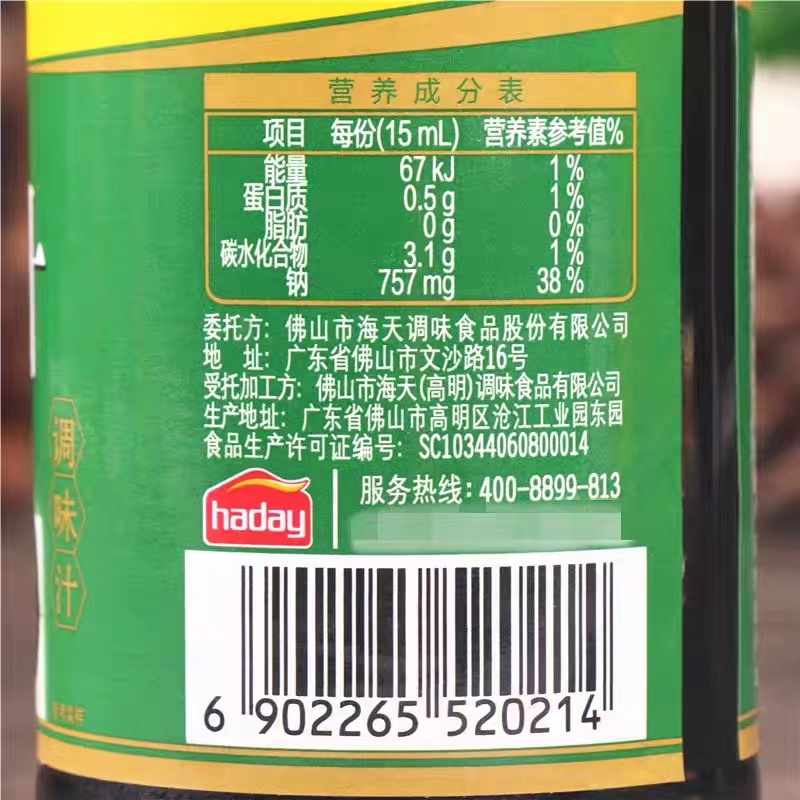 营养成分表
项目 每份(15 mL) 营养素参考值%
能量 67 kJ 1 %
蛋白质 0.5 g 1 %
脂肪 0 g 0 %
碳水化合物 3.1 g 1 %
钠 757 mg 38 %
委托方：佛山市海天调味食品股份有限公司
地 址：广东省佛山市文沙路16号
受托加工方：佛山市海天(高明)调味食品有限公司
生产地址：广东省佛山市高明区沧江工业园东园
食品生产许可证编号：SC10344060800014
haday
服务热线：400-8899-813
6 902265 520214
调味汁